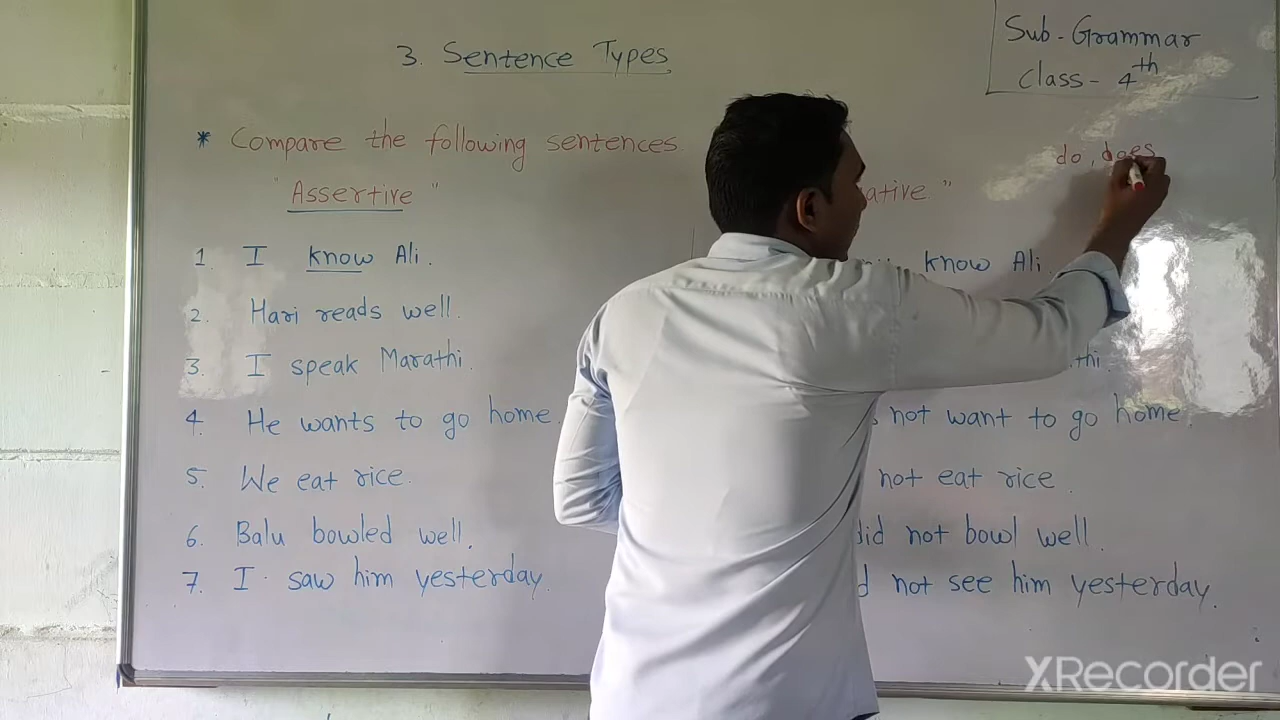 Sub - Grammar
Class - 4th
3. Sentence Types
* Compare the following sentences
do, does
"Assertive" ative"
1. I know Ali. know Ali
2. Hari reads well.
3. I speak Marathi. thi.
4. He wants to go home. not want to go home.
5. We eat rice. not eat rice.
6. Balu bowled well. did not bowl well.
7. I saw him yesterday. not see him yesterday.
XRecorder